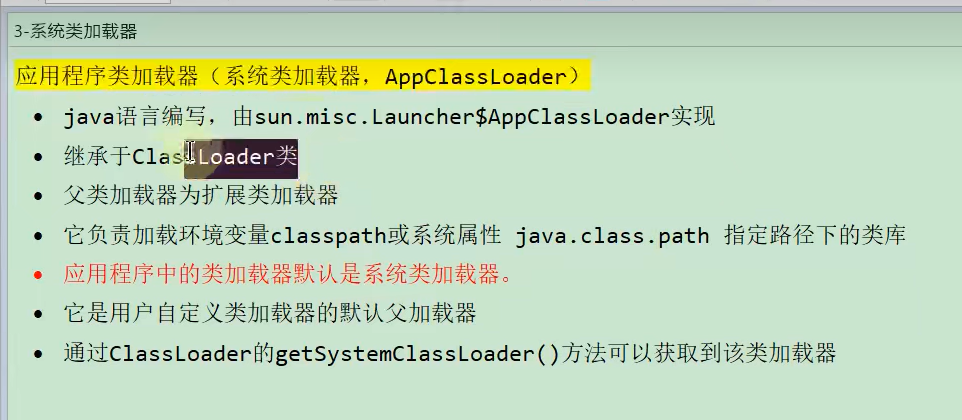 3-系统类加载器
应用程序类加载器（系统类加载器，AppClassLoader）
• java语言编写，由sun.misc.Launcher$AppClassLoader实现
• 继承于ClassLoader类
• 父类加载器为扩展类加载器
• 它负责加载环境变量classpath或系统属性 java.class.path 指定路径下的类库
• 应用程序中的类加载器默认是系统类加载器。
• 它是用户自定义类加载器的默认父加载器
• 通过ClassLoader的getSystemClassLoader()方法可以获取到该类加载器